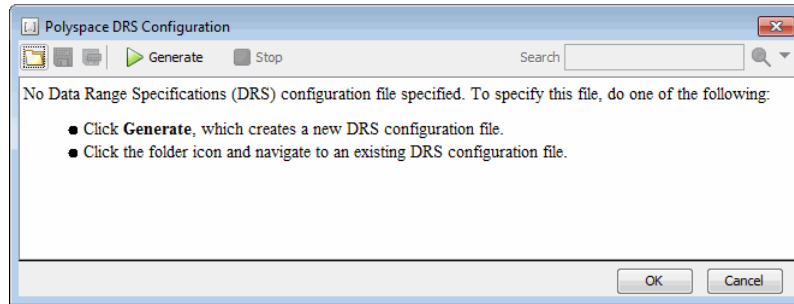 Polyspace DRS Configuration
Generate Stop Search
No Data Range Specifications (DRS) configuration file specified. To specify this file, do one of the following:
● Click Generate, which creates a new DRS configuration file.
● Click the folder icon and navigate to an existing DRS configuration file.
OK Cancel